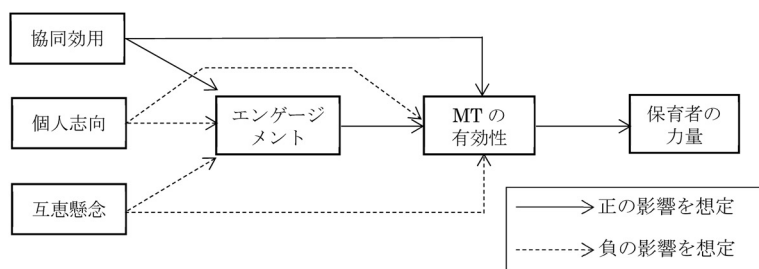 協同効用
個人志向
互恵懸念
エンゲージ
メント
MT の
有効性
保育者の
力量
正の影響を想定
負の影響を想定